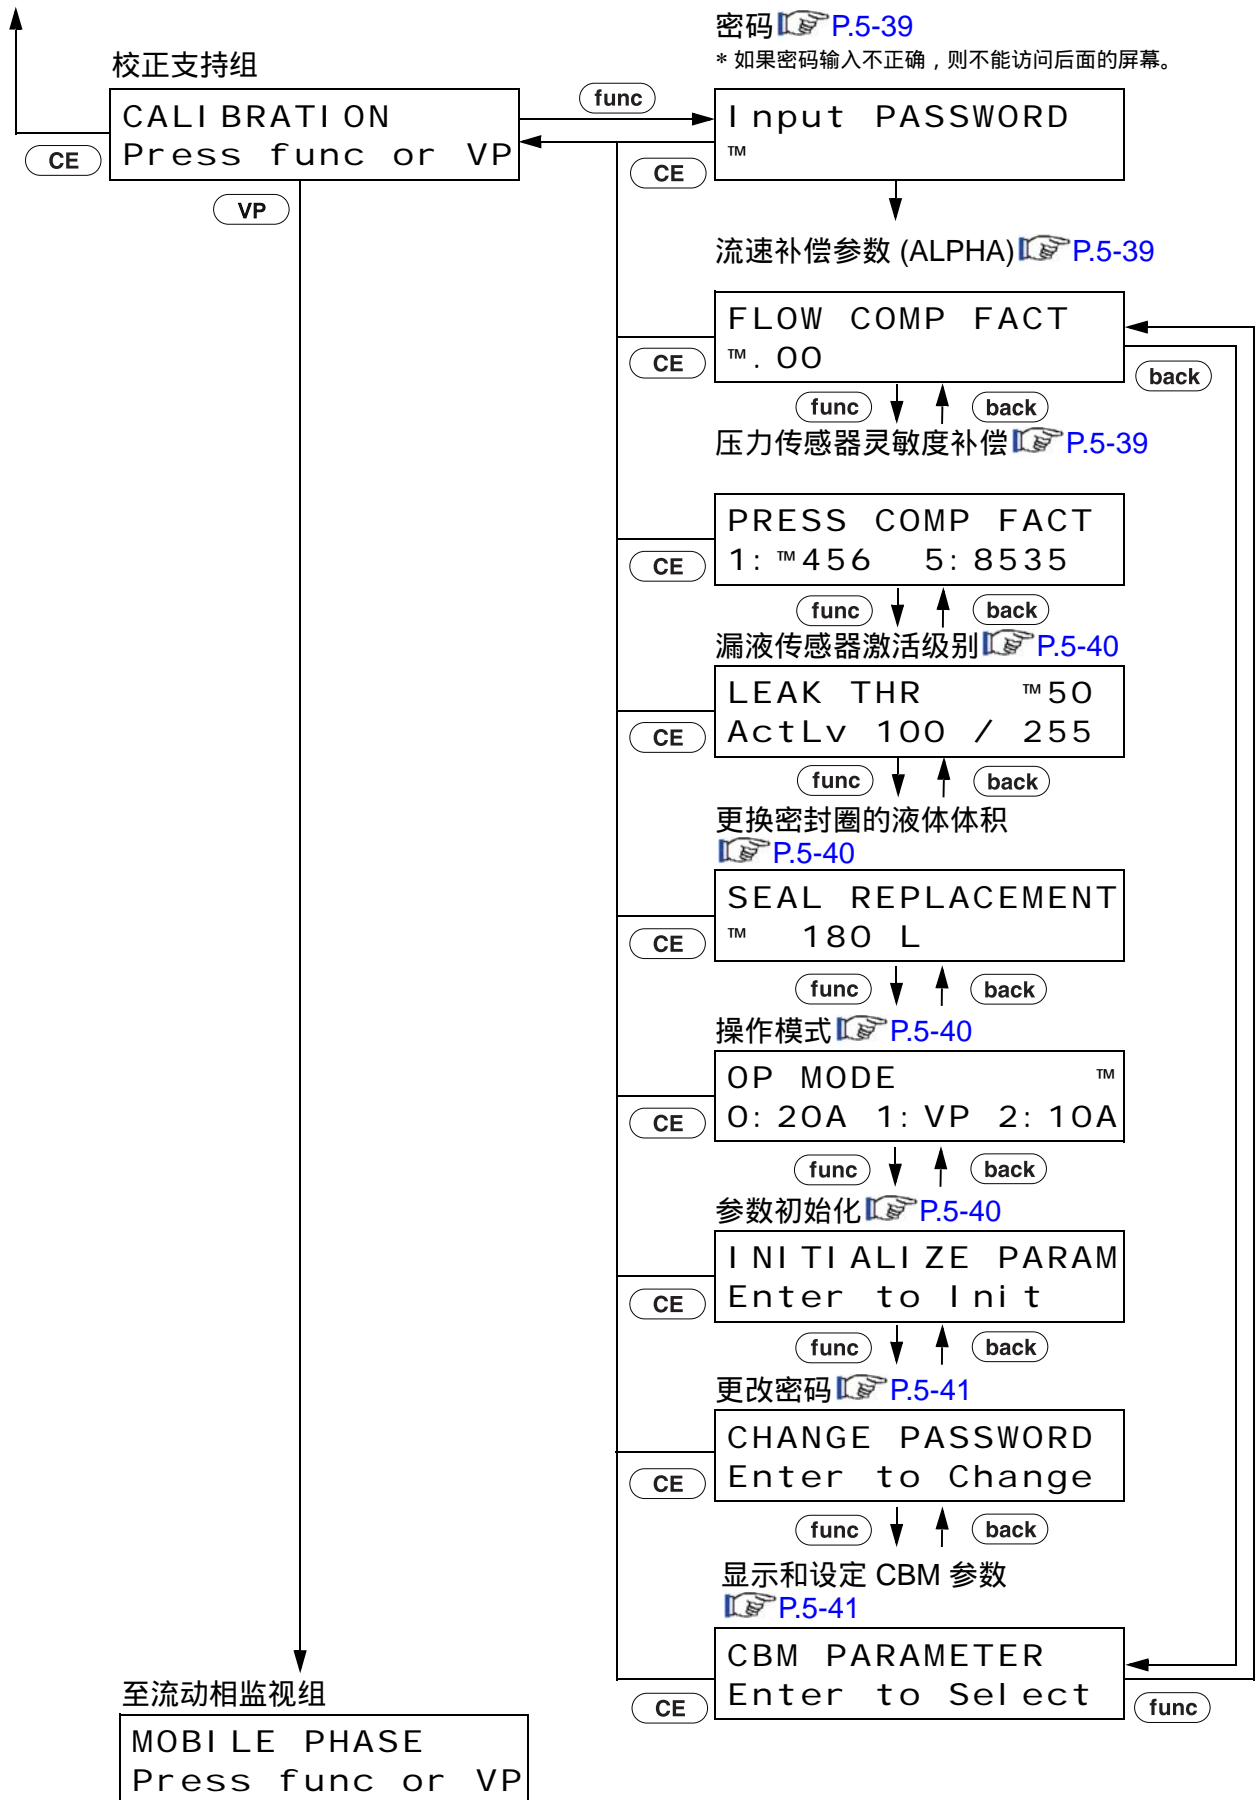 密码 P.5-39
* 如果密码输入不正确，则不能访问后面的屏幕。
校正支持组
func
CALIBRATION
Press func or VP
CE
Input PASSWORD
™
CE
VP
流速补偿参数 (ALPHA) P.5-39
FLOW COMP FACT
™.00
CE
back
func
back
压力传感器灵敏度补偿 P.5-39
PRESS COMP FACT
1:™456 5:8535
CE
func
back
漏液传感器激活级别 P.5-40
LEAK THR ™50
ActLv 100 / 255
CE
func
back
更换密封圈的液体体积
P.5-40
SEAL REPLACEMENT
™ 180 L
CE
func
back
操作模式 P.5-40
OP MODE ™
0:20A 1:VP 2:10A
CE
func
back
参数初始化 P.5-40
INITIALIZE PARAM
Enter to Init
CE
func
back
更改密码 P.5-41
CHANGE PASSWORD
Enter to Change
CE
func
back
显示和设定 CBM 参数
P.5-41
CBM PARAMETER
Enter to Select
CE
func
至流动相监视组
MOBILE PHASE
Press func or VP